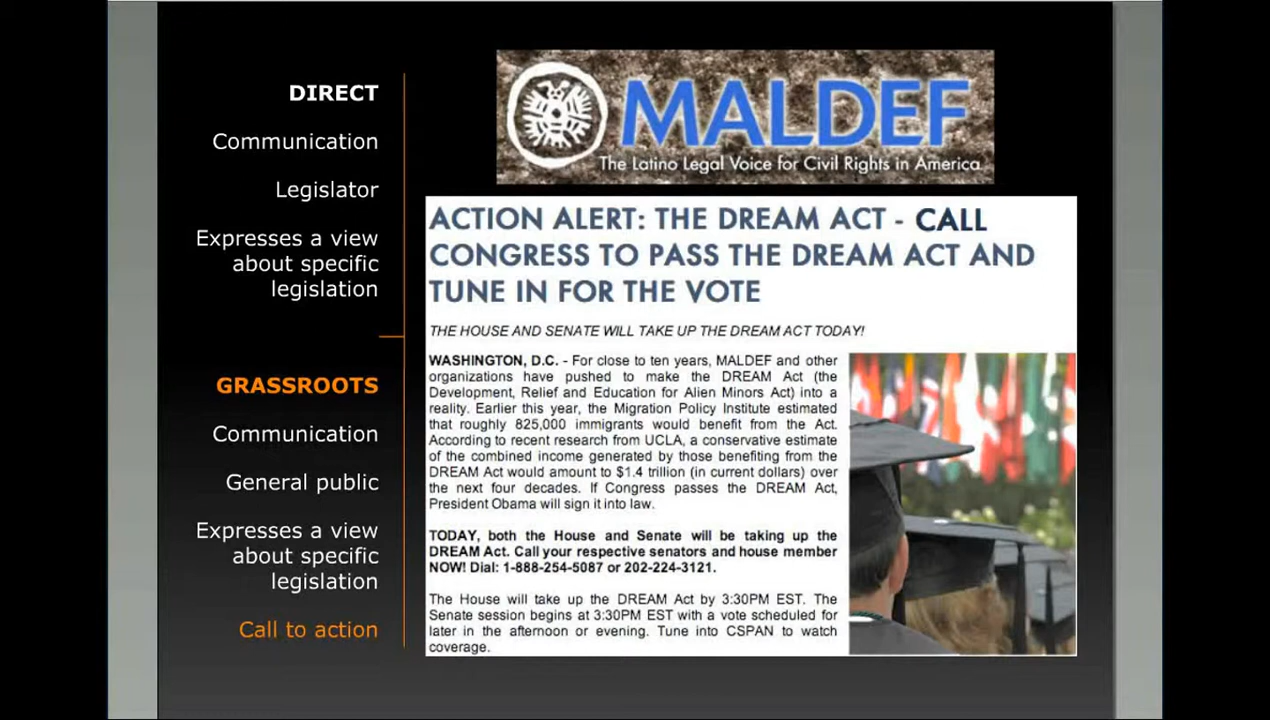 DIRECT
Communication
Legislator
Expresses a view
about specific
legislation
GRASSROOTS
Communication
General public
Expresses a view
about specific
legislation
Call to action
MALDEF
The Latino Legal Voice for Civil Rights in America
ACTION ALERT: THE DREAM ACT - CALL
CONGRESS TO PASS THE DREAM ACT AND
TUNE IN FOR THE VOTE
THE HOUSE AND SENATE WILL TAKE UP THE DREAM ACT TODAY!
WASHINGTON, D.C. - For close to ten years, MALDEF and other
organizations have pushed to make the DREAM Act (the
Development, Relief and Education for Alien Minors Act) into a
reality. Earlier this year, the Migration Policy Institute estimated
that roughly 825,000 immigrants would benefit from the Act.
According to recent research from UCLA, a conservative estimate
of the combined income generated by those benefiting from the
DREAM Act would amount to $1.4 trillion (in current dollars) over
the next four decades. If Congress passes the DREAM Act,
President Obama will sign it into law.
TODAY, both the House and Senate will be taking up the
DREAM Act. Call your respective senators and house member
NOW! Dial: 1-888-254-5087 or 202-224-3121.
The House will take up the DREAM Act by 3:30PM EST. The
Senate session begins at 3:30PM EST with a vote scheduled for
later in the afternoon or evening. Tune into CSPAN to watch
coverage.